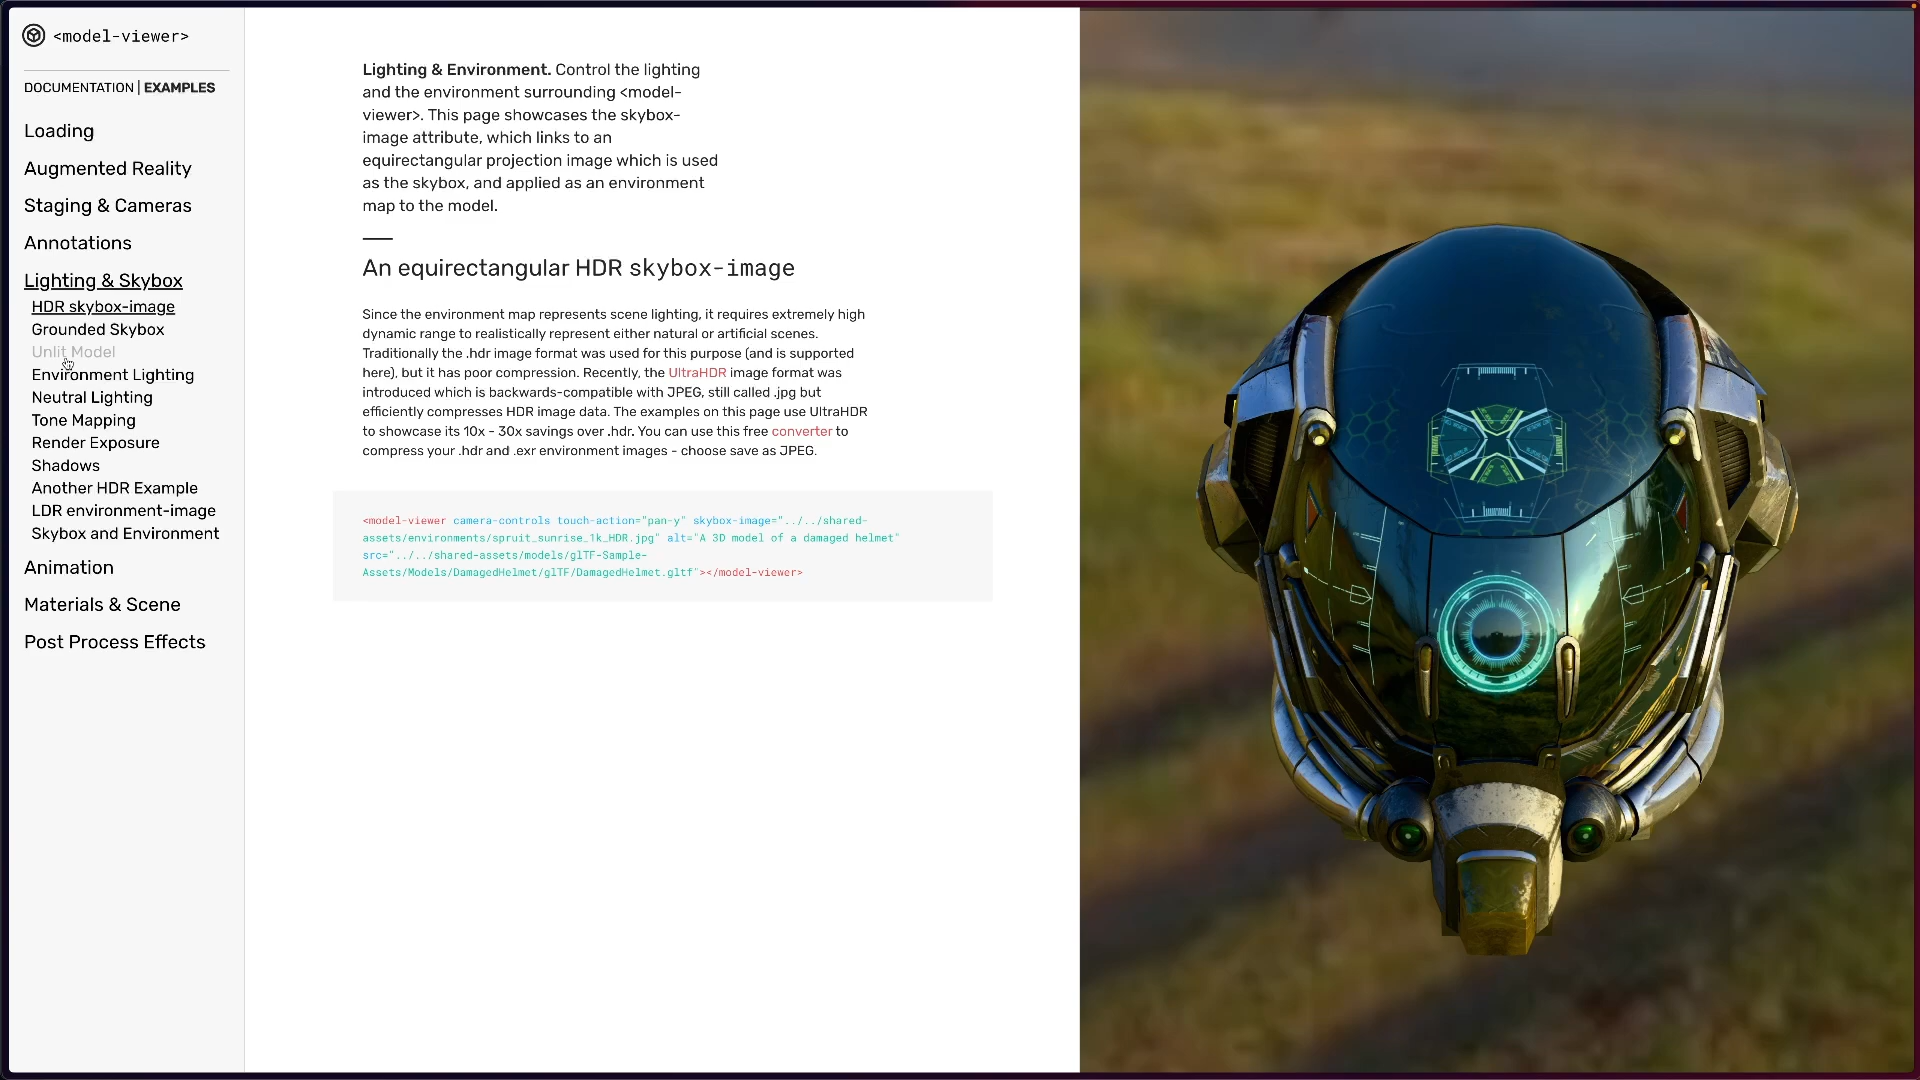 <model-viewer>
DOCUMENTATION | EXAMPLES
Loading
Augmented Reality
Staging & Cameras
Annotations
Lighting & Skybox
HDR skybox-image
Grounded Skybox
Unlit Model
Environment Lighting
Neutral Lighting
Tone Mapping
Render Exposure
Shadows
Another HDR Example
LDR environment-image
Skybox and Environment
Animation
Materials & Scene
Post Process Effects
Lighting & Environment. Control the lighting
and the environment surrounding <model-
viewer>. This page showcases the skybox-
image attribute, which links to an
equirectangular projection image which is used
as the skybox, and applied as an environment
map to the model.
An equirectangular HDR skybox-image
Since the environment map represents scene lighting, it requires extremely high
dynamic range to realistically represent either natural or artificial scenes.
Traditionally the .hdr image format was used for this purpose (and is supported
here), but it has poor compression. Recently, the UltraHDR image format was
introduced which is backwards-compatible with JPEG, still called .jpg but
efficiently compresses HDR image data. The examples on this page use UltraHDR
to showcase its 10x - 30x savings over .hdr. You can use this free converter to
compress your .hdr and .exr environment images - choose save as JPEG.
<model-viewer camera-controls touch-action="pan-y" skybox-image="../../shared-
assets/environments/spruit_sunrise_1k_HDR.jpg" alt="A 3D model of a damaged helmet"
src="../../shared-assets/models/glTF-Sample-
Assets/Models/DamagedHelmet/glTF/DamagedHelmet.gltf"></model-viewer>